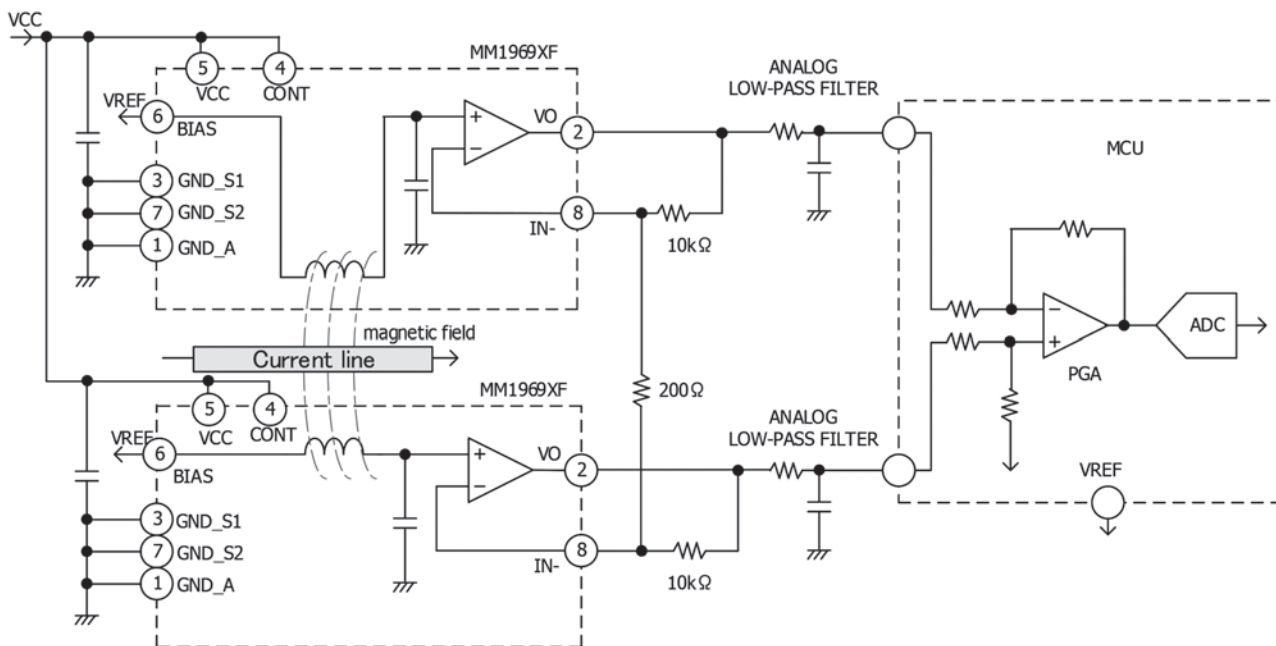 VCC
MM1969XF
5
4
VCC
CONT
VREF
6
BIAS
VO
2
ANALOG
LOW-PASS FILTER
MCU
3
GND_S1
7
GND_S2
1
GND_A
8
IN-
10kΩ
magnetic field
Current line
+
−
−
+
PGA
ADC
200Ω
MM1969XF
5
4
VCC
CONT
VREF
6
BIAS
VO
2
ANALOG
LOW-PASS FILTER
VREF
3
GND_S1
7
GND_S2
1
GND_A
+
−
8
IN-
10kΩ